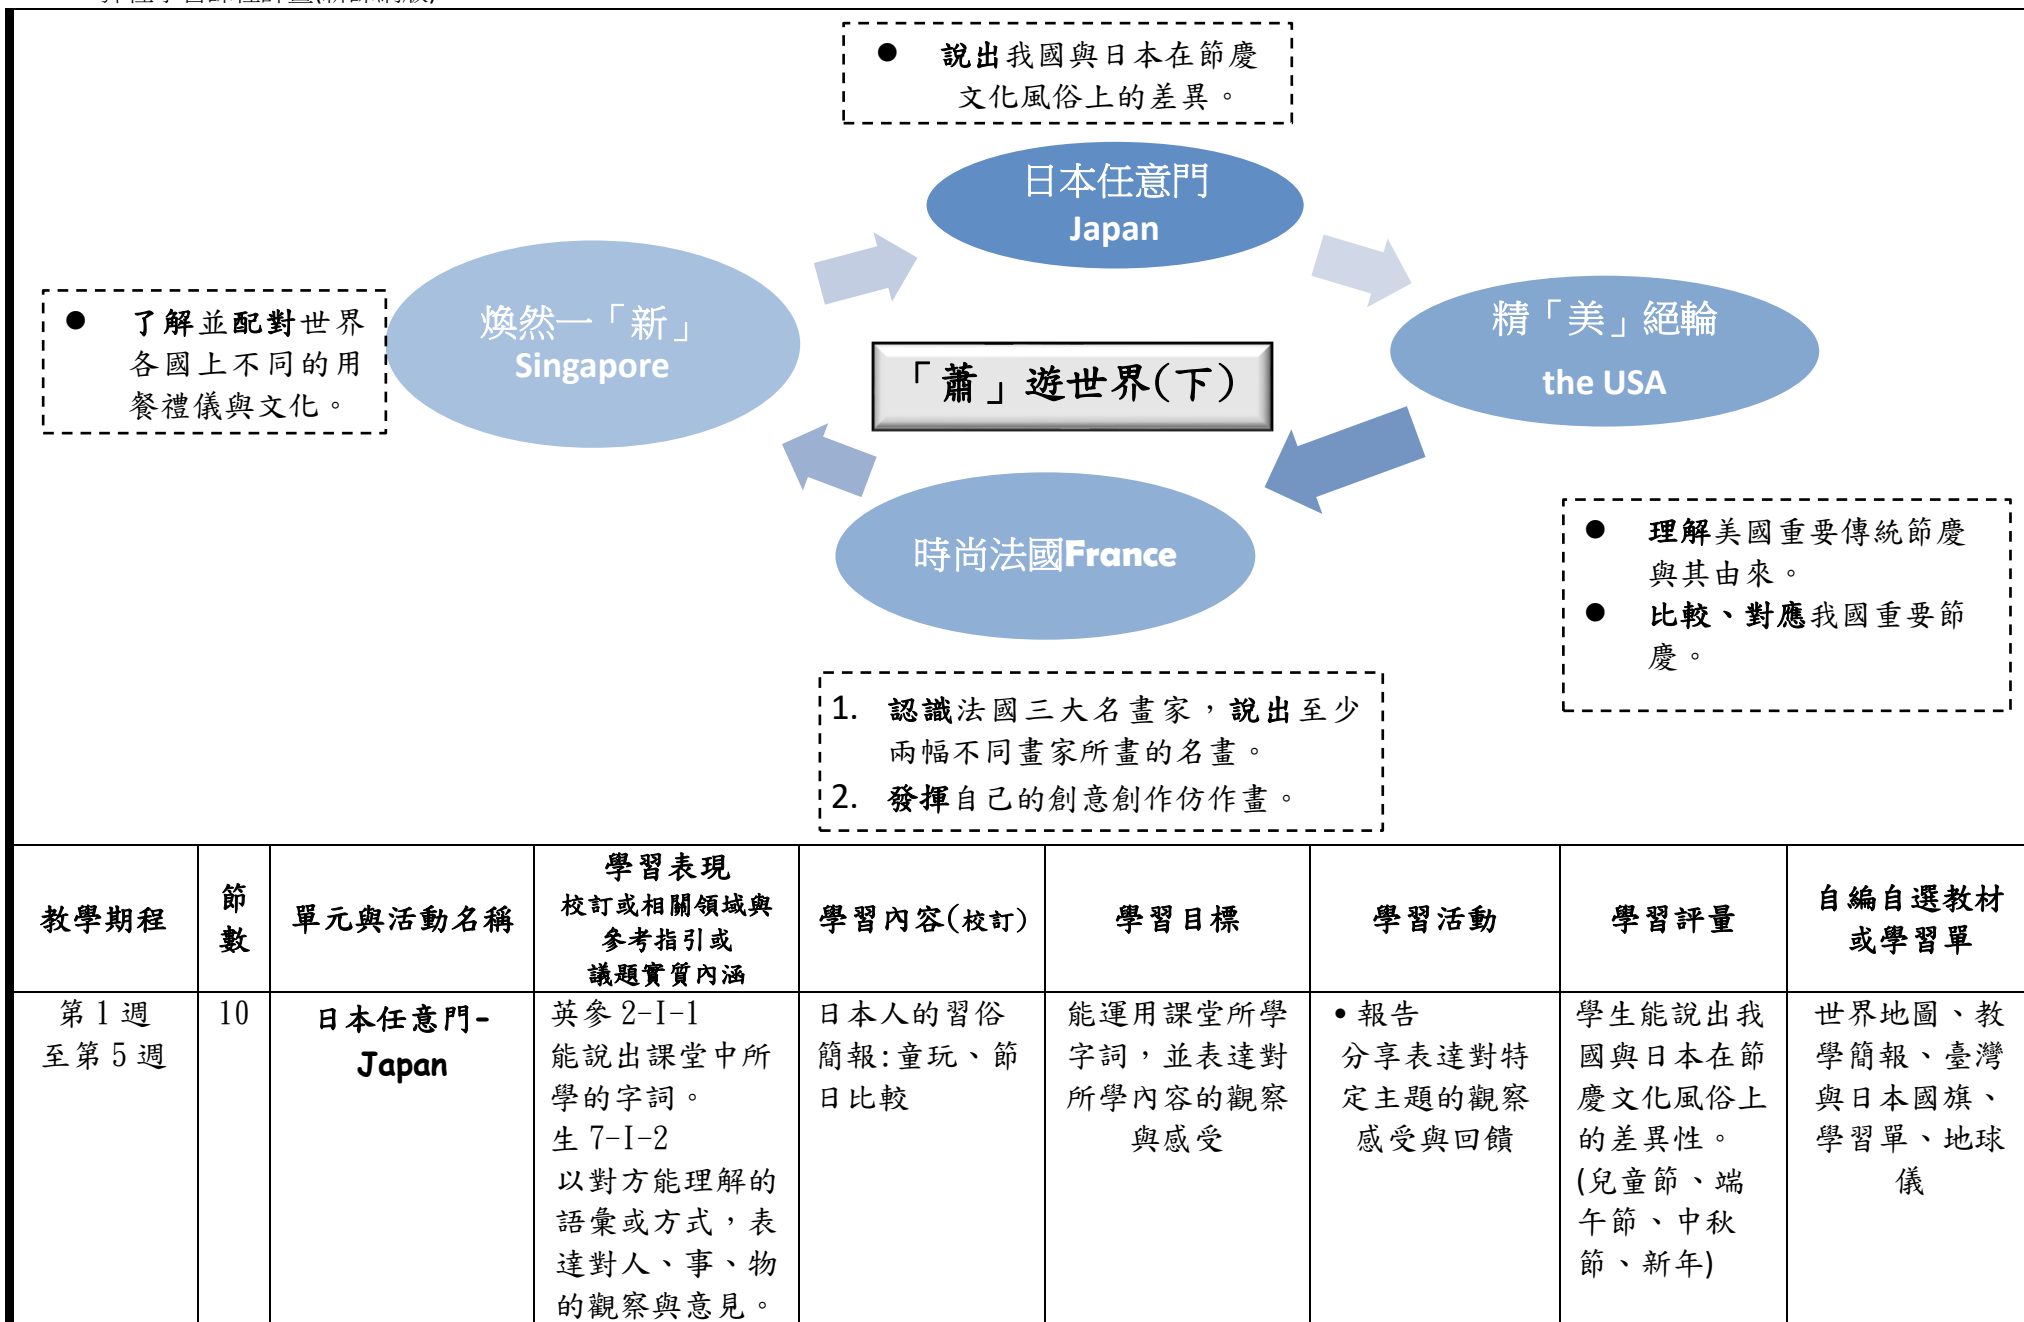 彈性學習課程計畫(新課綱版)
● 說出我國與日本在節慶
文化風俗上的差異。
日本任意門
Japan
煥然一「新」
Singapore
● 了解並配對世界
各國上不同的用
餐禮儀與文化。
精「美」絕輪
the USA
「蕭」遊世界(下)
時尚法國France
● 理解美國重要傳統節慶
與其由來。
● 比較、對應我國重要節
慶。
1. 認識法國三大名畫家，說出至少
兩幅不同畫家所畫的名畫。
2. 發揮自己的創意創作仿作畫。
教學期程
節
數
單元與活動名稱
學習表現
校訂或相關領域與
參考指引或
議題實質內涵
學習內容(校訂)
學習目標
學習活動
學習評量
自編自選教材
或學習單
第 1 週
至第 5 週
10
日本任意門-
Japan
英參 2-I-1
能說出課堂中所
學的字詞。
生 7-I-2
以對方能理解的
語彙或方式，表
達對人、事、物
的觀察與意見。
日本人的習俗
簡報:童玩、節
日比較
能運用課堂所學
字詞，並表達對
所學內容的觀察
與感受
• 報告
分享表達對特
定主題的觀察
感受與回饋
學生能說出我
國與日本在節
慶文化風俗上
的差異性。
(兒童節、端
午節、中秋
節、新年)
世界地圖、教
學簡報、臺灣
與日本國旗、
學習單、地球
儀